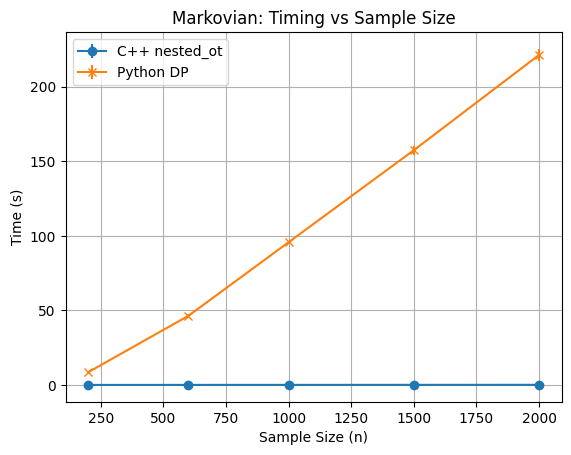 Markovian: Timing vs Sample Size
C++ nested_ot
Python DP
Time (s)
200
150
100
50
0
250
500
750
1000
1250
1500
1750
2000
Sample Size (n)